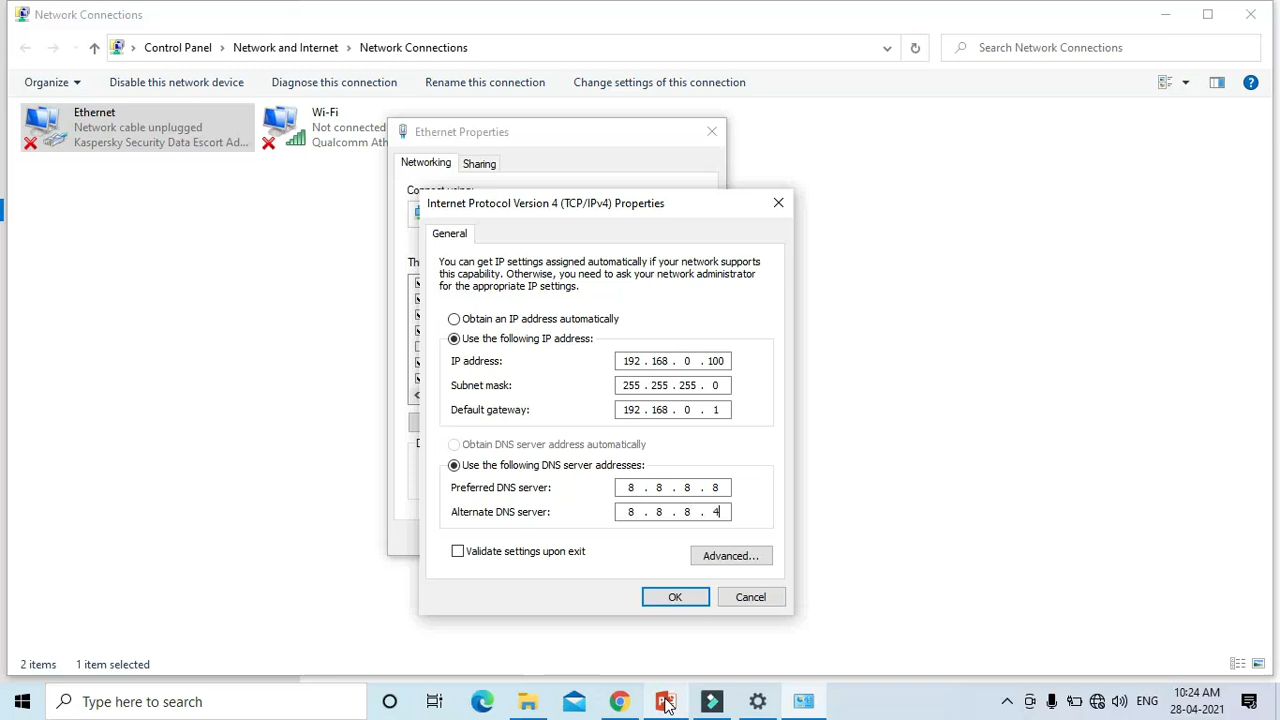 Network Connections
Control Panel > Network and Internet > Network Connections
Search Network Connections
Organize Disable this network device Diagnose this connection Rename this connection Change settings of this connection
Ethernet
Network cable unplugged
Kaspersky Security Data Escort Ad...
Wi-Fi
Not connected
Qualcomm Ath
Ethernet Properties
Networking Sharing
Connect using:
Internet Protocol Version 4 (TCP/IPv4) Properties
General
You can get IP settings assigned automatically if your network supports
this capability. Otherwise, you need to ask your network administrator
for the appropriate IP settings.
Obtain an IP address automatically
Use the following IP address:
IP address: 192 . 168 . 0 . 100
Subnet mask: 255 . 255 . 255 . 0
Default gateway: 192 . 168 . 0 . 1
Obtain DNS server address automatically
Use the following DNS server addresses:
Preferred DNS server: 8 . 8 . 8 . 8
Alternate DNS server: 8 . 8 . 8 . 4
Validate settings upon exit
Advanced...
OK Cancel
2 items 1 item selected
Type here to search
ENG
10:24 AM
28-04-2021